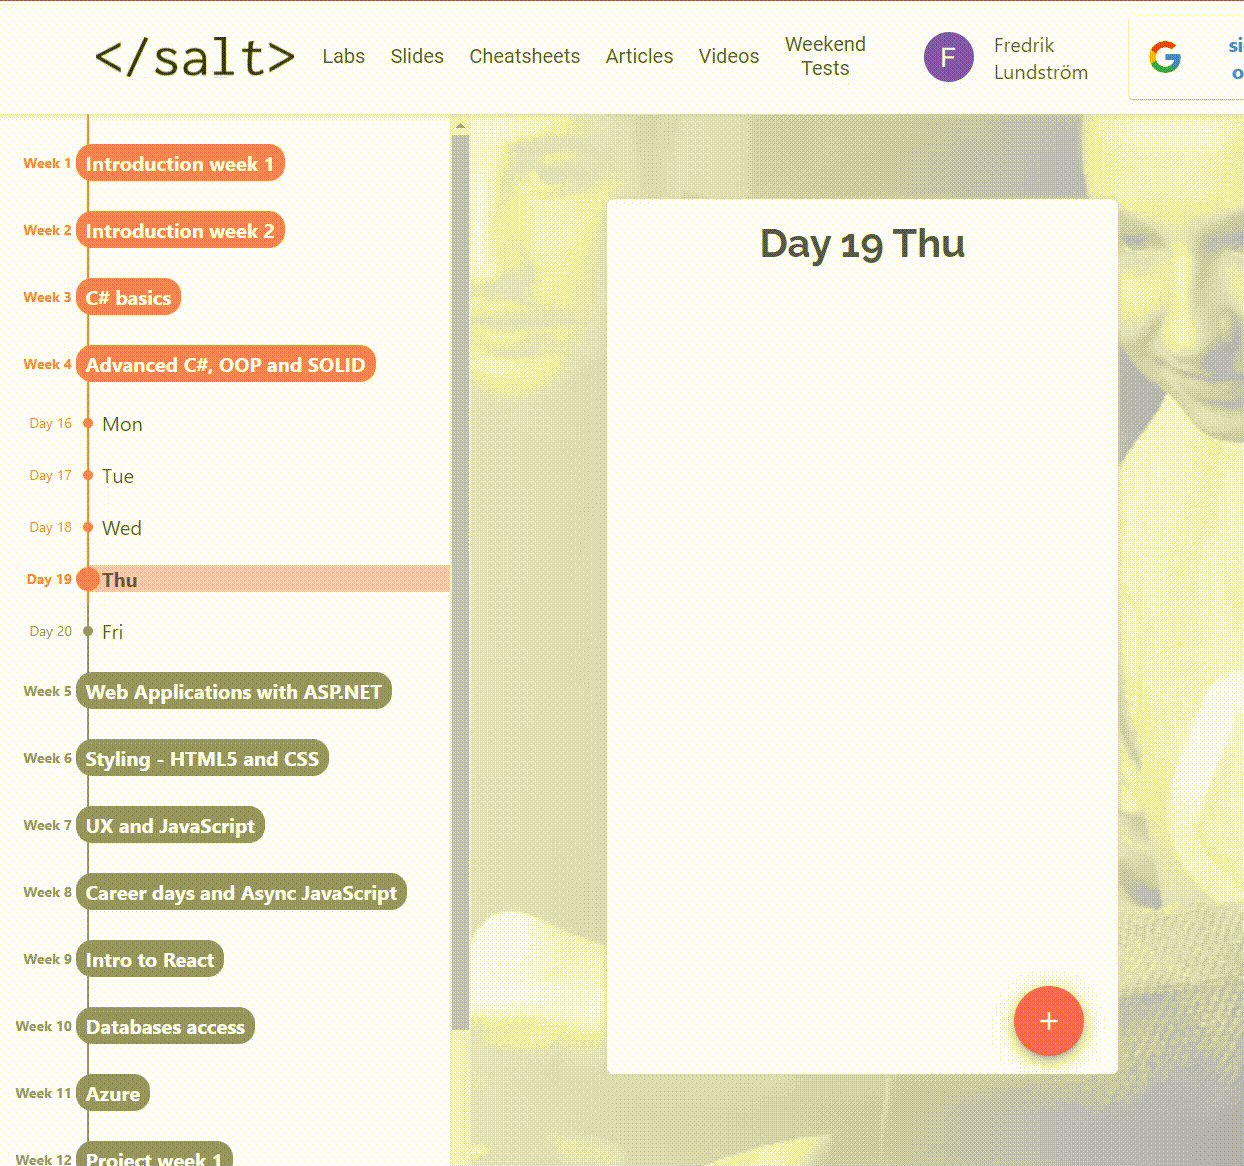 </salt>
Labs
Slides
Cheatsheets
Articles
Videos
Weekend
Tests
F
Fredrik
Lundström
G
Week 1 Introduction week 1
Week 2 Introduction week 2
Week 3 C# basics
Week 4 Advanced C#, OOP and SOLID
Day 16 Mon
Day 17 Tue
Day 18 Wed
Day 19 Thu
Day 20 Fri
Week 5 Web Applications with ASP.NET
Week 6 Styling - HTML5 and CSS
Week 7 UX and JavaScript
Week 8 Career days and Async JavaScript
Week 9 Intro to React
Week 10 Databases access
Week 11 Azure
Week 12 Project week 1
Day 19 Thu
+